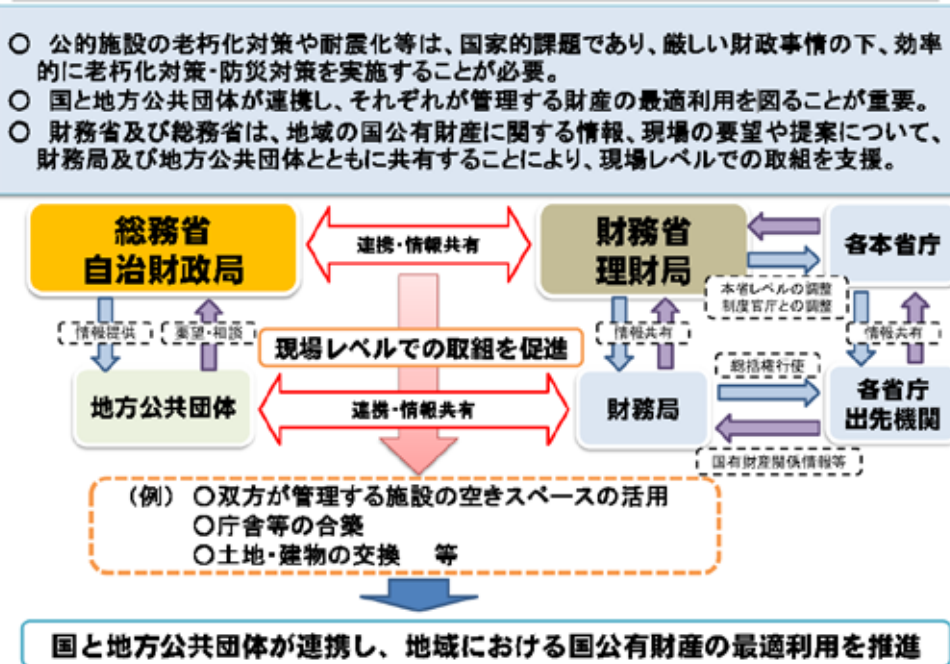 ○ 公的施設の老朽化対策や耐震化等は、国家的課題であり、厳しい財政事情の下、効率
的に老朽化対策・防災対策を実施することが必要。
○ 国と地方公共団体が連携し、それぞれが管理する財産の最適利用を図ることが重要。
○ 財務省及び総務省は、地域の国公有財産に関する情報、現場の要望や提案について、
財務局及び地方公共団体とともに共有することにより、現場レベルでの取組を支援。
総務省
自治財政局
連携・情報共有
財務省
理財局
各本省庁
本省レベルの調整
制度官庁との調整
情報提供
要望・相談
情報共有
情報共有
現場レベルでの取組を促進
総括権行使
地方公共団体
連携・情報共有
財務局
各省庁
出先機関
国有財産関係情報等
（例） ○双方が管理する施設の空きスペースの活用
○庁舎等の合築
○土地・建物の交換 等
国と地方公共団体が連携し、地域における国公有財産の最適利用を推進